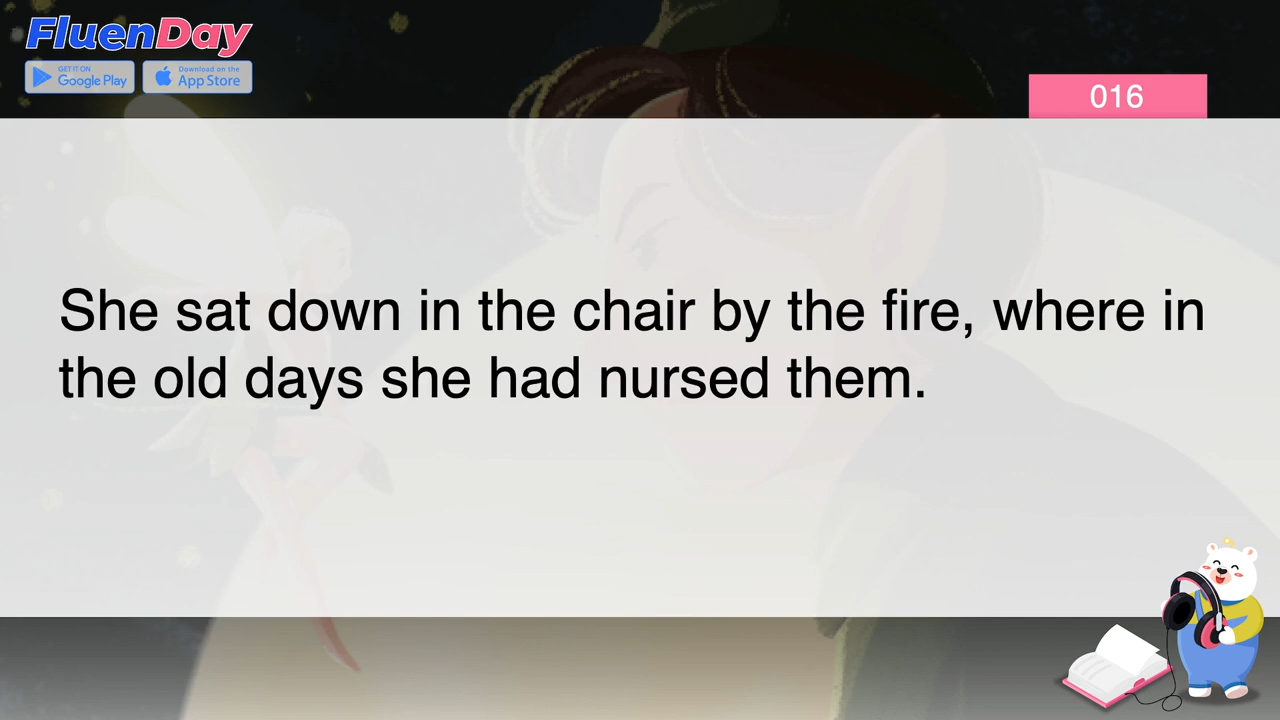 FluenDay
GET IT ON
Google Play
Download on the
App Store
016
She sat down in the chair by the fire, where in
the old days she had nursed them.